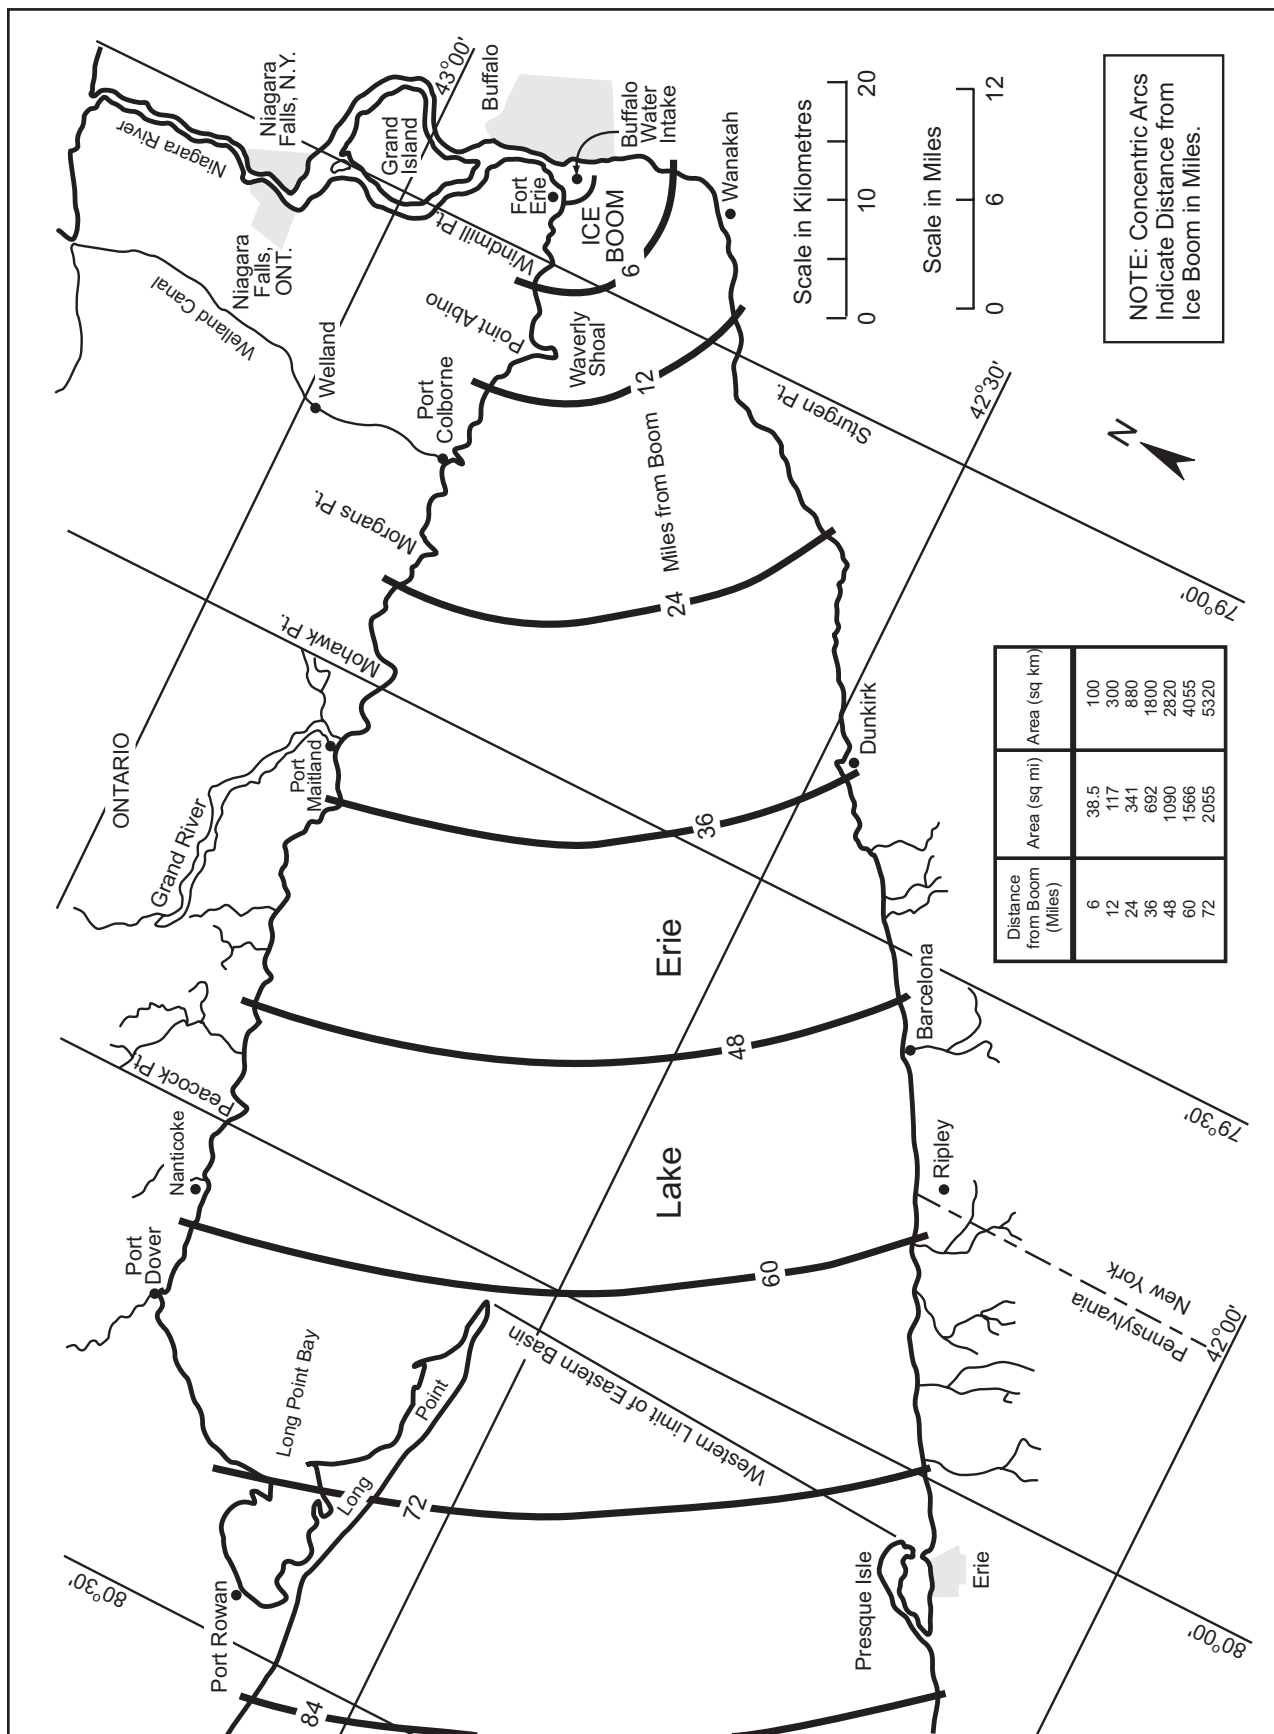 Niagara River
Niagara
Falls, N.Y.
Grand
Island
43°00'
Buffalo
Niagara
Falls,
ONT.
Welland Canal
Welland
Windmill Pt.
Fort
Erie
ICE
BOOM
Buffalo
Water
Intake
Wanakah
6
Point Abino
Waverly
Shoal
Port
Colborne
12
Sturgen Pt.
Morgans Pt.
Miles from Boom
24
42°30'
79°00'
Mohawk Pt.
ONTARIO
Grand River
Port
Maitland
36
Dunkirk
Lake Erie
48
Barcelona
79°30'
Peacock Pt.
Nanticoke
Port
Dover
60
Ripley
New York
Pennsylvania
42°00'
Long Point Bay
Long Point
Western Limit of Eastern Basin
72
Port Rowan
80°30'
Presque Isle
Erie
80°00'
84
Scale in Kilometres
0 10 20
Scale in Miles
0 6 12
NOTE: Concentric Arcs
Indicate Distance from
Ice Boom in Miles.
N
Distance
from Boom
(Miles)
Area (sq mi)
Area (sq km)
6 38.5 100
12 117 300
24 341 880
36 692 1800
48 1090 2820
60 1566 4055
72 2055 5320